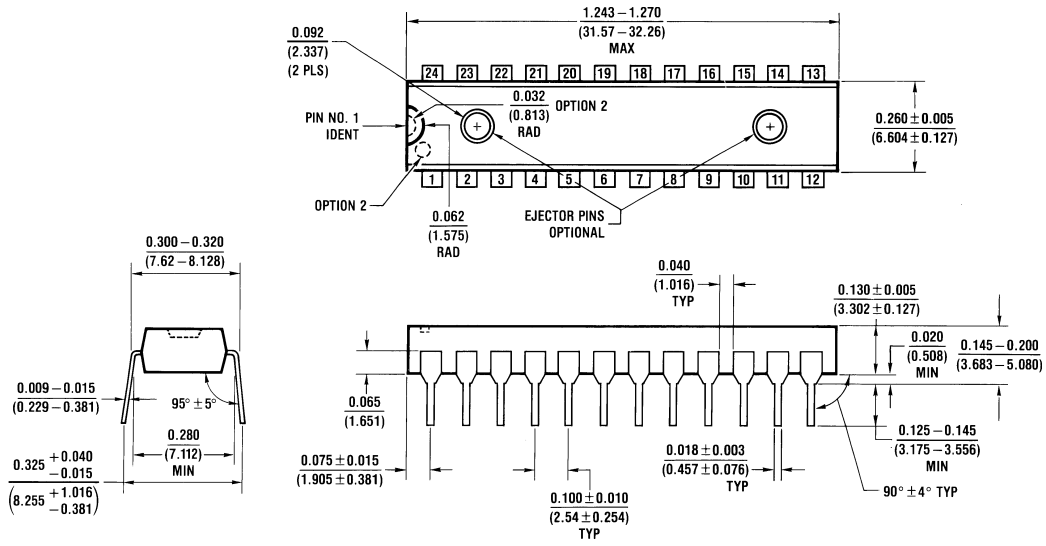 1.243 – 1.270
(31.57 – 32.26)
MAX
0.092
(2.337)
(2 PLS)
24 23 22 21 20 19 18 17 16 15 14 13
0.032
(0.813)
RAD
OPTION 2
PIN NO. 1
IDENT
0.260 ± 0.005
(6.604 ± 0.127)
1 2 3 4 5 6 7 8 9 10 11 12
OPTION 2
0.062
(1.575)
RAD
EJECTOR PINS
OPTIONAL
0.300 – 0.320
(7.62 – 8.128)
0.040
(1.016)
TYP
0.130 ± 0.005
(3.302 ± 0.127)
0.020
(0.508)
MIN
0.145 – 0.200
(3.683 – 5.080)
0.009 – 0.015
(0.229 – 0.381)
95° ± 5°
0.065
(1.651)
0.280
(7.112)
MIN
0.125 – 0.145
(3.175 – 3.556)
MIN
0.325 +0.040
–0.015
(8.255 +1.016
–0.381)
0.075 ± 0.015
(1.905 ± 0.381)
0.018 ± 0.003
(0.457 ± 0.076)
TYP
0.100 ± 0.010
(2.54 ± 0.254)
TYP
90° ± 4° TYP